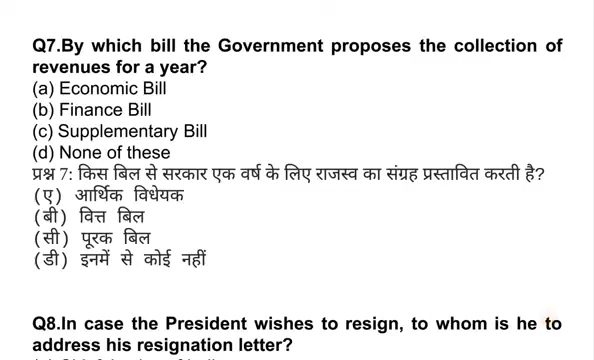 Q7.By which bill the Government proposes the collection of
revenues for a year?
(a) Economic Bill
(b) Finance Bill
(c) Supplementary Bill
(d) None of these
प्रश्न 7: किस बिल से सरकार एक वर्ष के लिए राजस्व का संग्रह प्रस्तावित करती है?
(ए) आर्थिक विधेयक
(बी) वित्त बिल
(सी) पूरक बिल
(डी) इनमें से कोई नहीं
Q8.In case the President wishes to resign, to whom is he to
address his resignation letter?